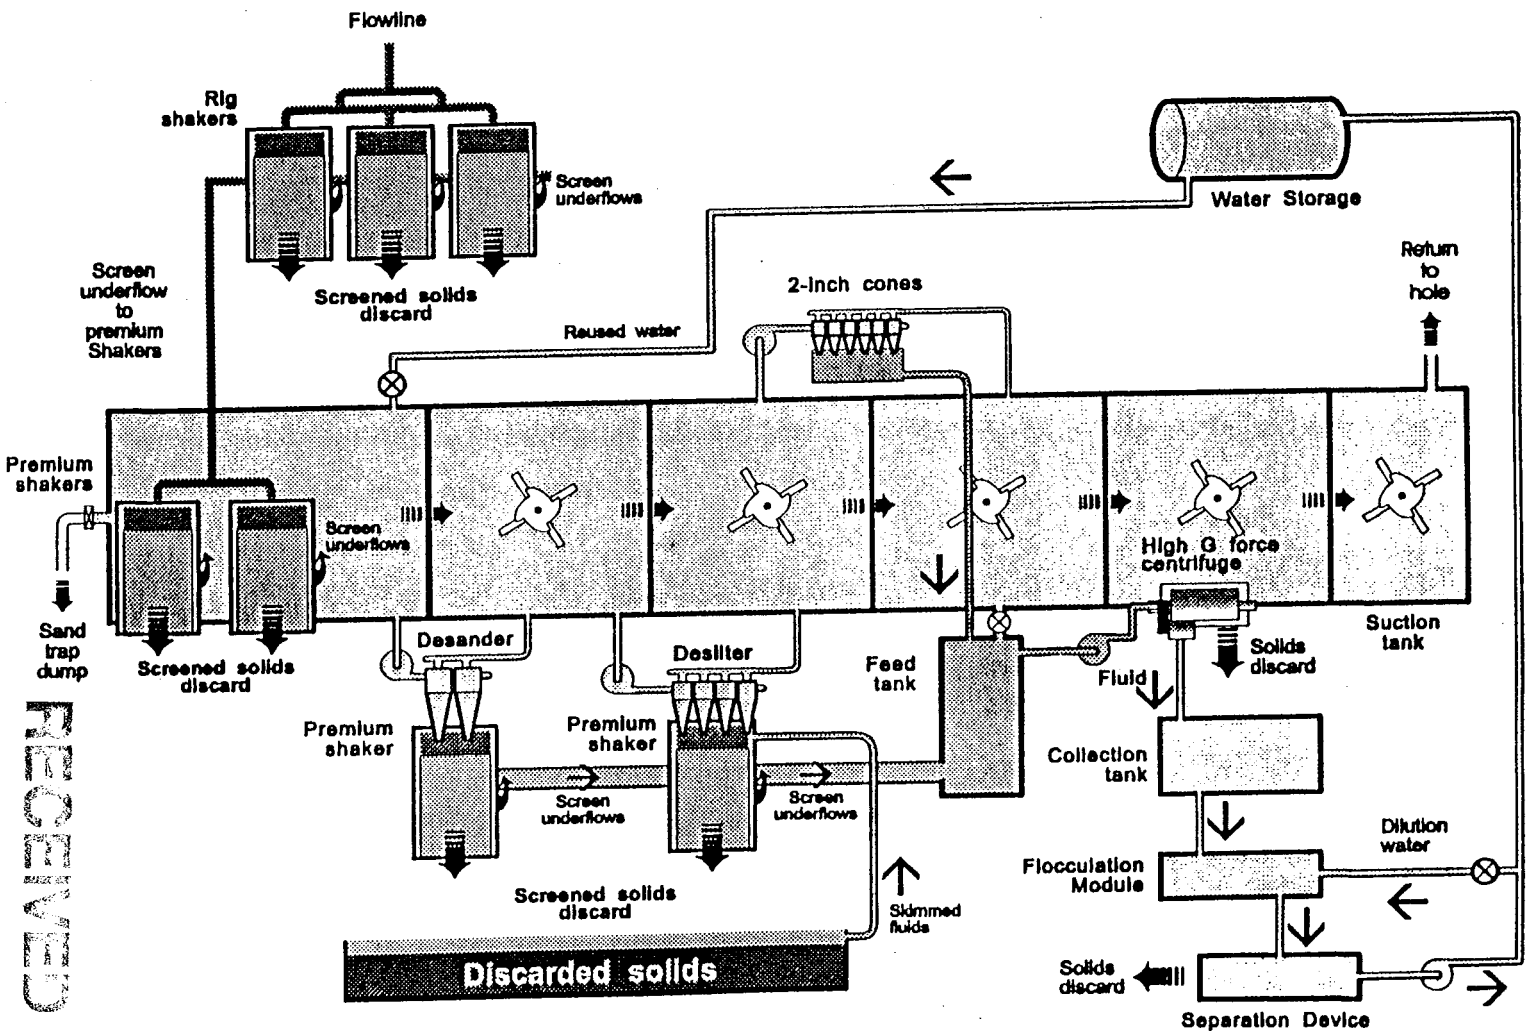 Flowline
Rig
shakers
Screen
underflows
Water Storage
Return
to
hole
Screen
underflow
to
premium
Shakers
Screened solids
discard
2-inch cones
Reused water
Premium
shakers
Screen
underflows
High G force
centrifuge
Sand
trap
dump
Screened solids
discard
Desander
Desilter
Feed
tank
Fluid
Solids
discard
Suction
tank
Premium
shaker
Premium
shaker
Collection
tank
Screen
underflows
Screen
underflows
Dilution
water
Flocculation
Module
Screened solids
discard
Skimmed
fluids
Discarded solids
Solids
discard
Separation Device
RECEIVED